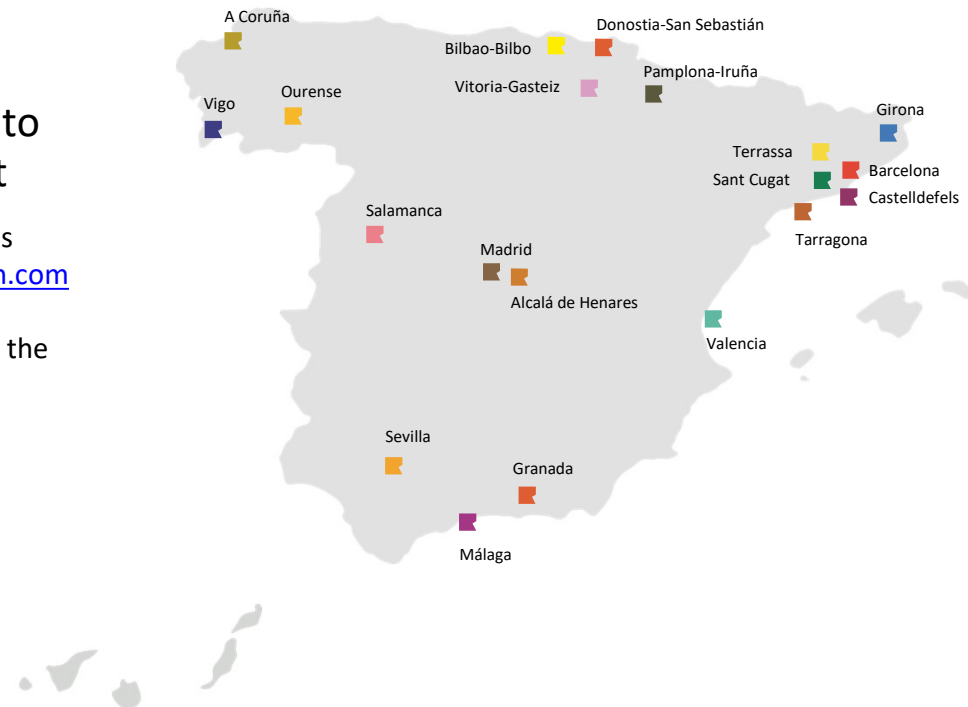 to
t
s
n.com
the
A Coruña
Donostia-San Sebastián
Bilbao-Bilbo
Vitoria-Gasteiz
Pamplona-Iruña
Vigo
Ourense
Girona
Terrassa
Barcelona
Sant Cugat
Castelldefels
Salamanca
Tarragona
Madrid
Alcalá de Henares
Valencia
Sevilla
Granada
Málaga